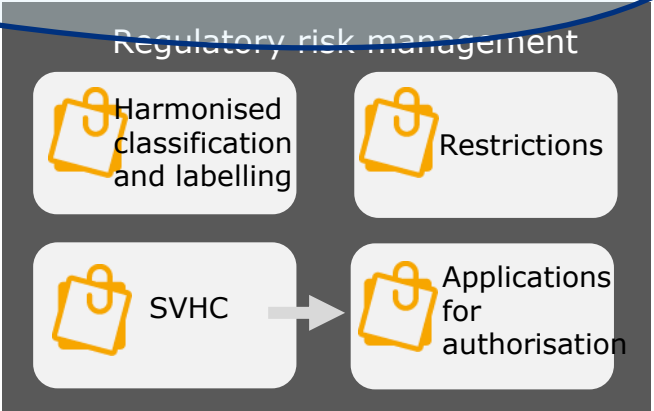 Regulatory risk management
Harmonised
classification
and labelling
Restrictions
SVHC
Applications
for
authorisation